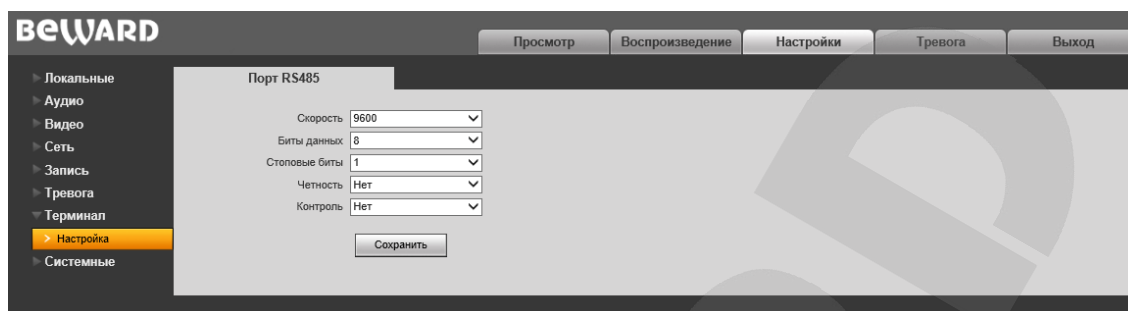 BEWARD
Просмотр Воспроизведение Настройки Тревога Выход
Локальные
Аудио
Видео
Сеть
Запись
Тревога
Терминал
Настройка
Системные
Порт RS485
Скорость 9600
Биты данных 8
Стоповые биты 1
Четность Нет
Контроль Нет
Сохранить